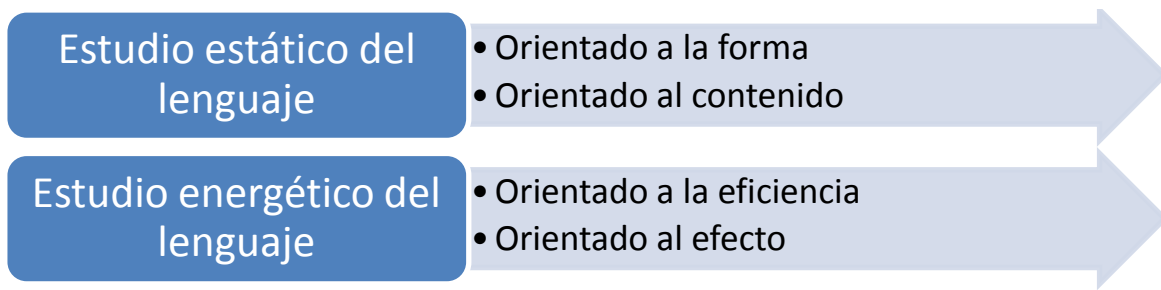 Estudio estático del
lenguaje
• Orientado a la forma
• Orientado al contenido
Estudio energético del
lenguaje
• Orientado a la eficiencia
• Orientado al efecto